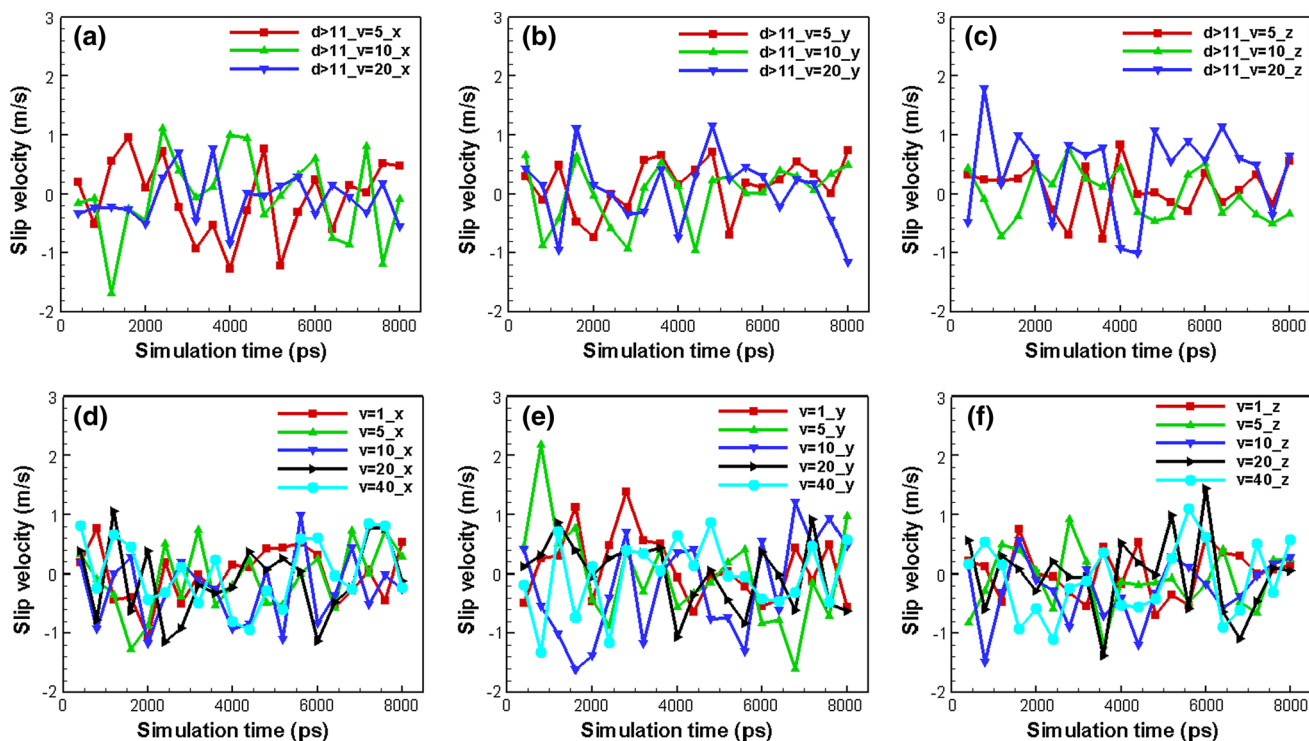 (a)
d>11_v=5_x
d>11_v=10_x
d>11_v=20_x
Slip velocity (m/s)
3
2
1
0
-1
-2
0 2000 4000 6000 8000
Simulation time (ps)
(b)
d>11_v=5_y
d>11_v=10_y
d>11_v=20_y
Slip velocity (m/s)
3
2
1
0
-1
-2
0 2000 4000 6000 8000
Simulation time (ps)
(c)
d>11_v=5_z
d>11_v=10_z
d>11_v=20_z
Slip velocity (m/s)
3
2
1
0
-1
-2
0 2000 4000 6000 8000
Simulation time (ps)
(d)
v=1_x
v=5_x
v=10_x
v=20_x
v=40_x
Slip velocity (m/s)
3
2
1
0
-1
-2
0 2000 4000 6000 8000
Simulation time (ps)
(e)
v=1_y
v=5_y
v=10_y
v=20_y
v=40_y
Slip velocity (m/s)
3
2
1
0
-1
-2
0 2000 4000 6000 8000
Simulation time (ps)
(f)
v=1_z
v=5_z
v=10_z
v=20_z
v=40_z
Slip velocity (m/s)
3
2
1
0
-1
-2
0 2000 4000 6000 8000
Simulation time (ps)